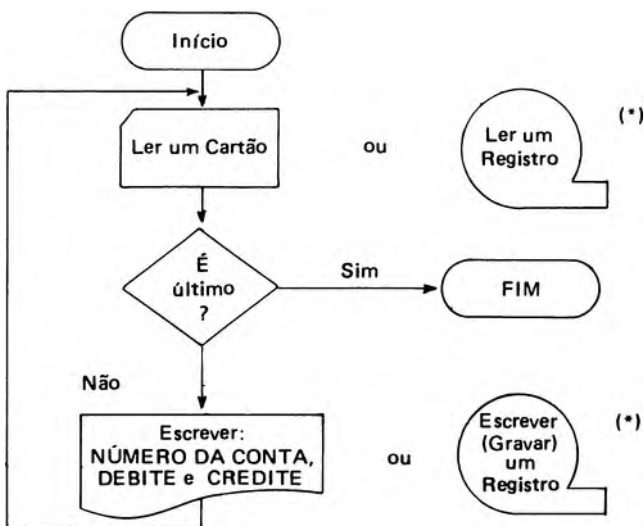 Início
Ler um Cartão
ou
Ler um
Registro
(*)
É
último
?
Sim
FIM
Não
Escrever:
NÚMERO DA CONTA,
DEBITE e CREDITE
ou
Escrever
(Gravar)
um
Registro
(*)